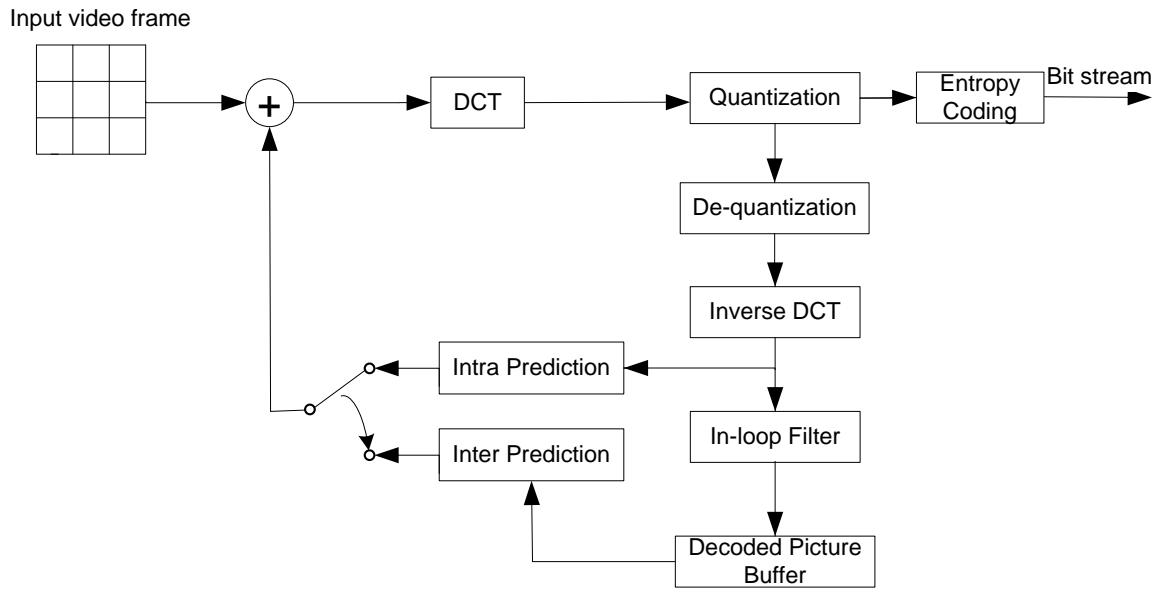 Input video frame
+
DCT
Quantization
Entropy
Coding
Bit stream
De-quantization
Inverse DCT
Intra Prediction
In-loop Filter
Inter Prediction
Decoded Picture
Buffer